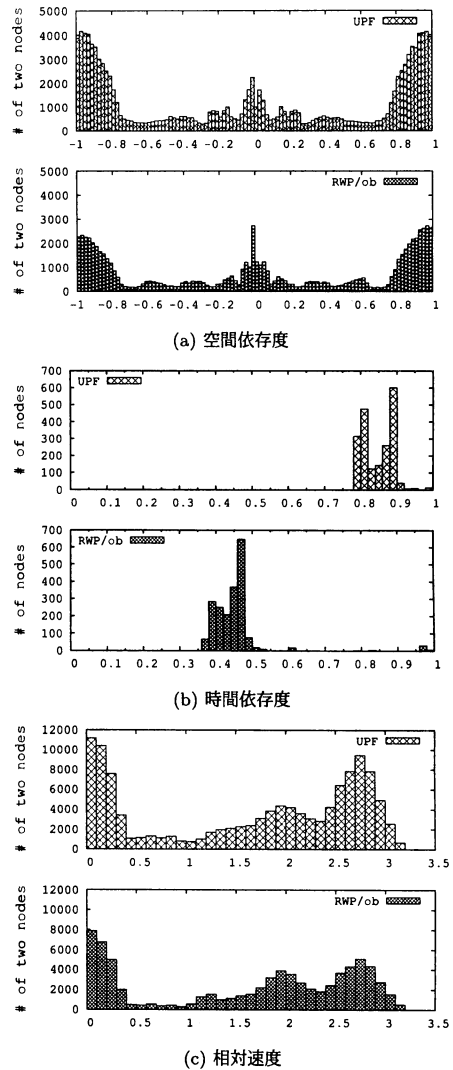 UPF
# of two nodes
5000
4000
3000
2000
1000
0
-1 -0.8 -0.6 -0.4 -0.2 0 0.2 0.4 0.6 0.8 1
RWP/ob
# of two nodes
5000
4000
3000
2000
1000
0
-1 -0.8 -0.6 -0.4 -0.2 0 0.2 0.4 0.6 0.8 1
(a) 空間依存度
UPF
# of nodes
700
600
500
400
300
200
100
0
0 0.1 0.2 0.3 0.4 0.5 0.6 0.7 0.8 0.9 1
RWP/ob
# of nodes
700
600
500
400
300
200
100
0
0 0.1 0.2 0.3 0.4 0.5 0.6 0.7 0.8 0.9 1
(b) 時間依存度
UPF
# of two nodes
12000
10000
8000
6000
4000
2000
0
0 0.5 1 1.5 2 2.5 3 3.5
RWP/ob
# of two nodes
12000
10000
8000
6000
4000
2000
0
0 0.5 1 1.5 2 2.5 3 3.5
(c) 相対速度